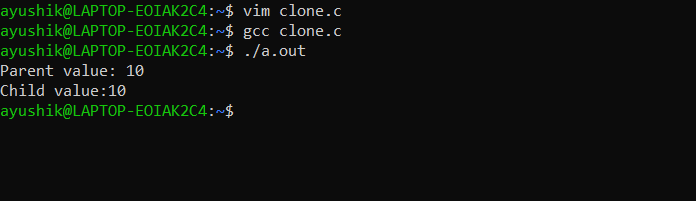 ayushik@LAPTOP-EOIAK2C4:~$ vim clone.c
ayushik@LAPTOP-EOIAK2C4:~$ gcc clone.c
ayushik@LAPTOP-EOIAK2C4:~$ ./a.out
Parent value: 10
Child value:10
ayushik@LAPTOP-EOIAK2C4:~$